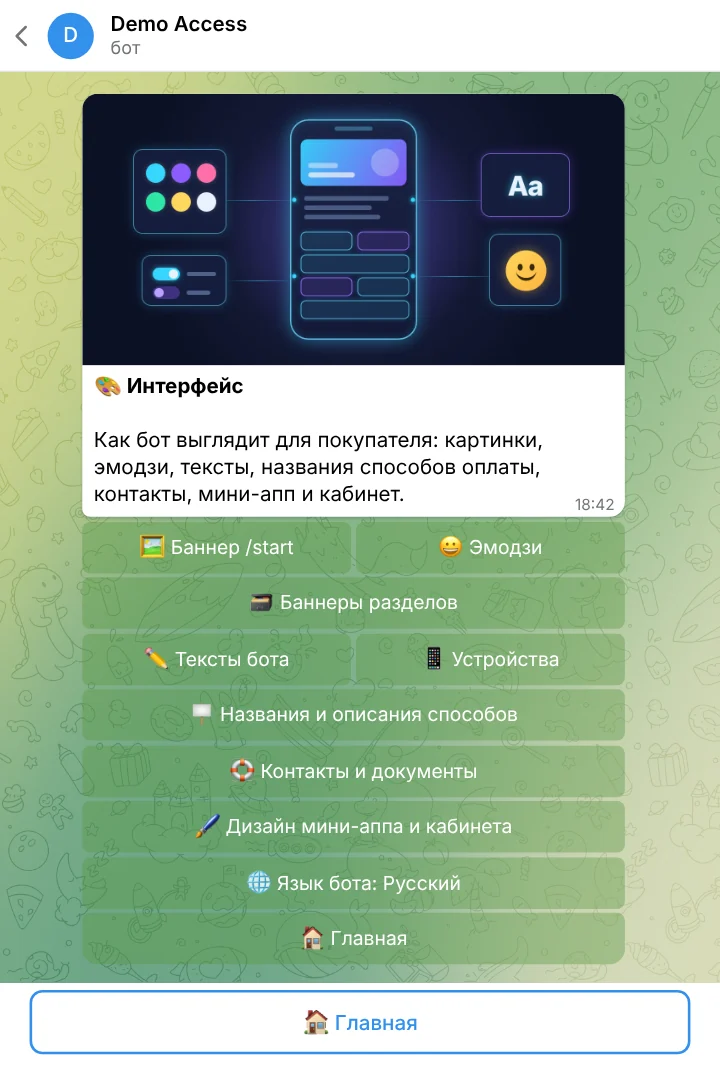 D
Demo Access
бот
Aa
🎨 Интерфейс
Как бот выглядит для покупателя: картинки,
эмодзи, тексты, названия способов оплаты,
контакты, мини-апп и кабинет.
18:42
🖼️ Баннер /start
😀 Эмодзи
🗃️ Баннеры разделов
✏️ Тексты бота
📱 Устройства
🪧 Названия и описания способов
🛟 Контакты и документы
🖌️ Дизайн мини-аппа и кабинета
🌐 Язык бота: Русский
🏠 Главная
🏠 Главная